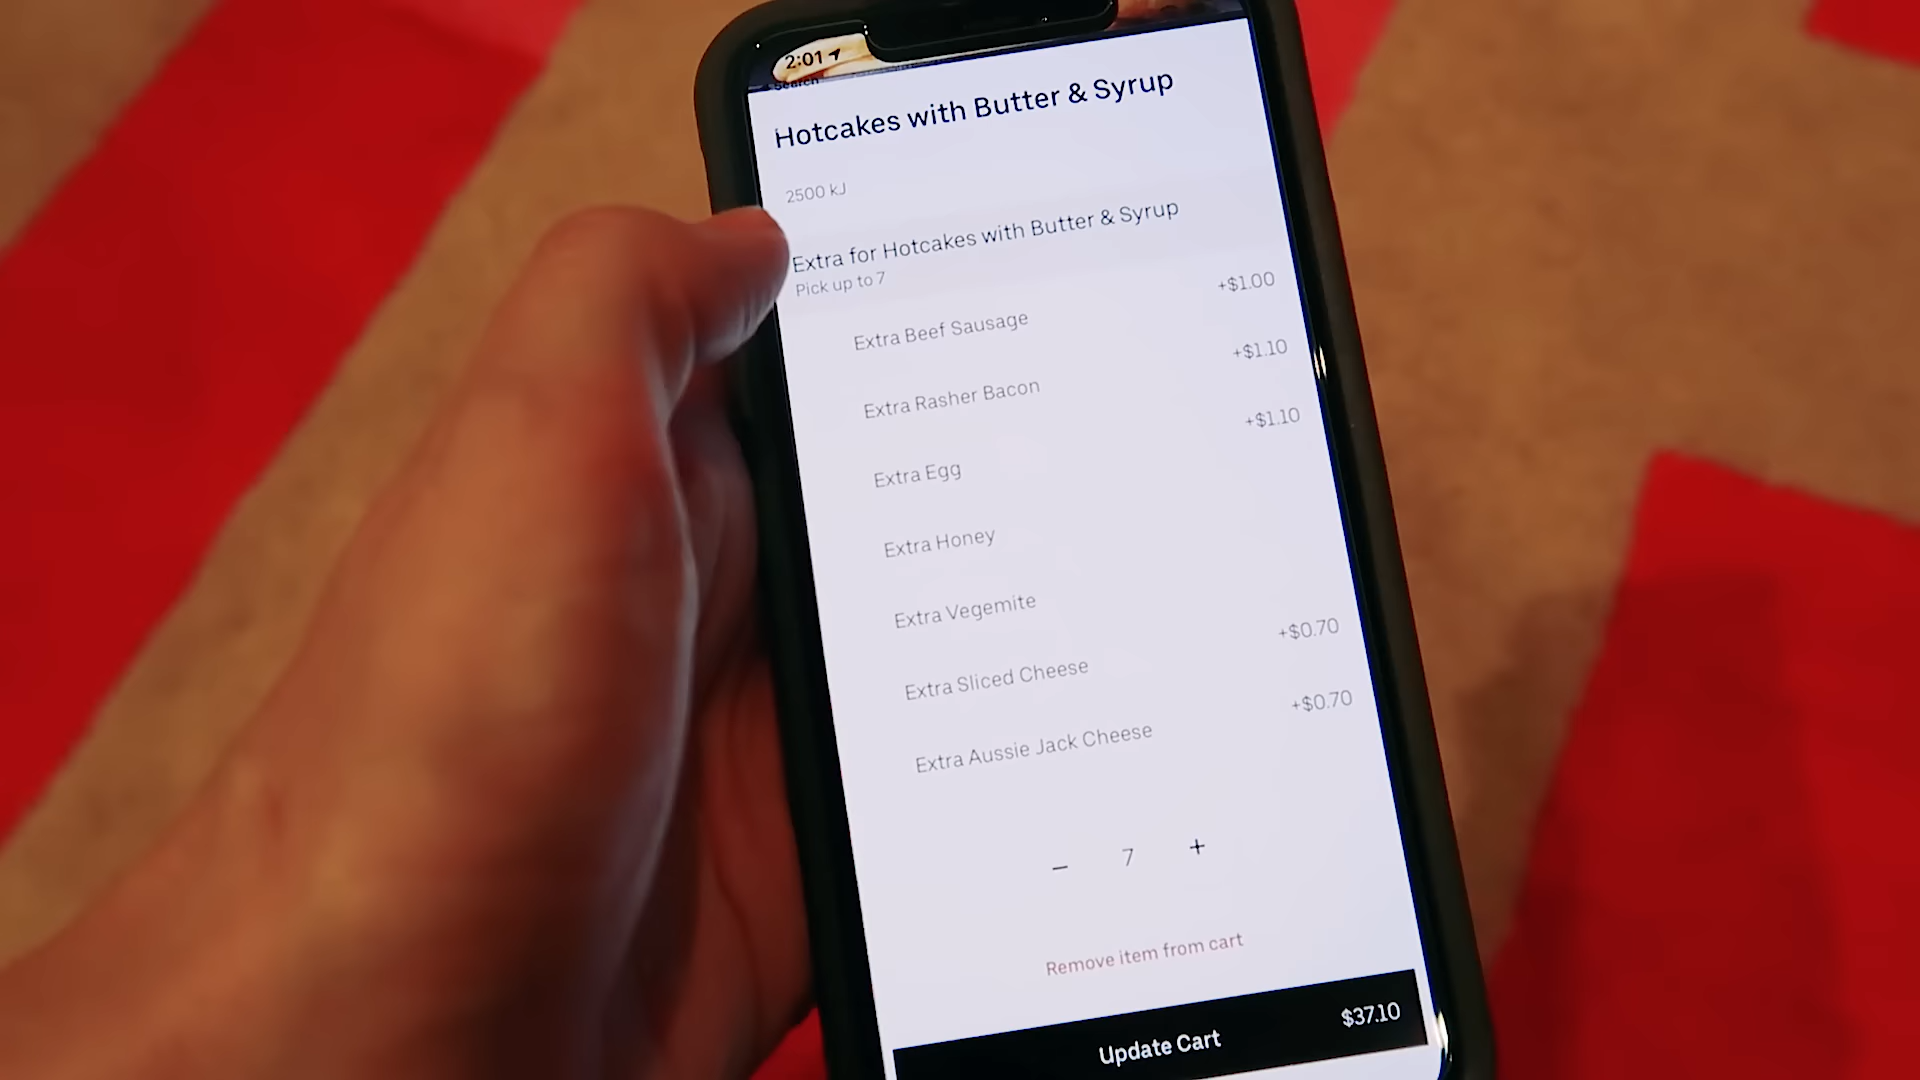 2:01
Search
Hotcakes with Butter & Syrup
2500 kJ
Extra for Hotcakes with Butter & Syrup
Pick up to 7
Extra Beef Sausage +$1.00
Extra Rasher Bacon +$1.10
Extra Egg +$1.10
Extra Honey
Extra Vegemite
Extra Sliced Cheese +$0.70
Extra Aussie Jack Cheese +$0.70
− 7 +
Remove item from cart
Update Cart $37.10